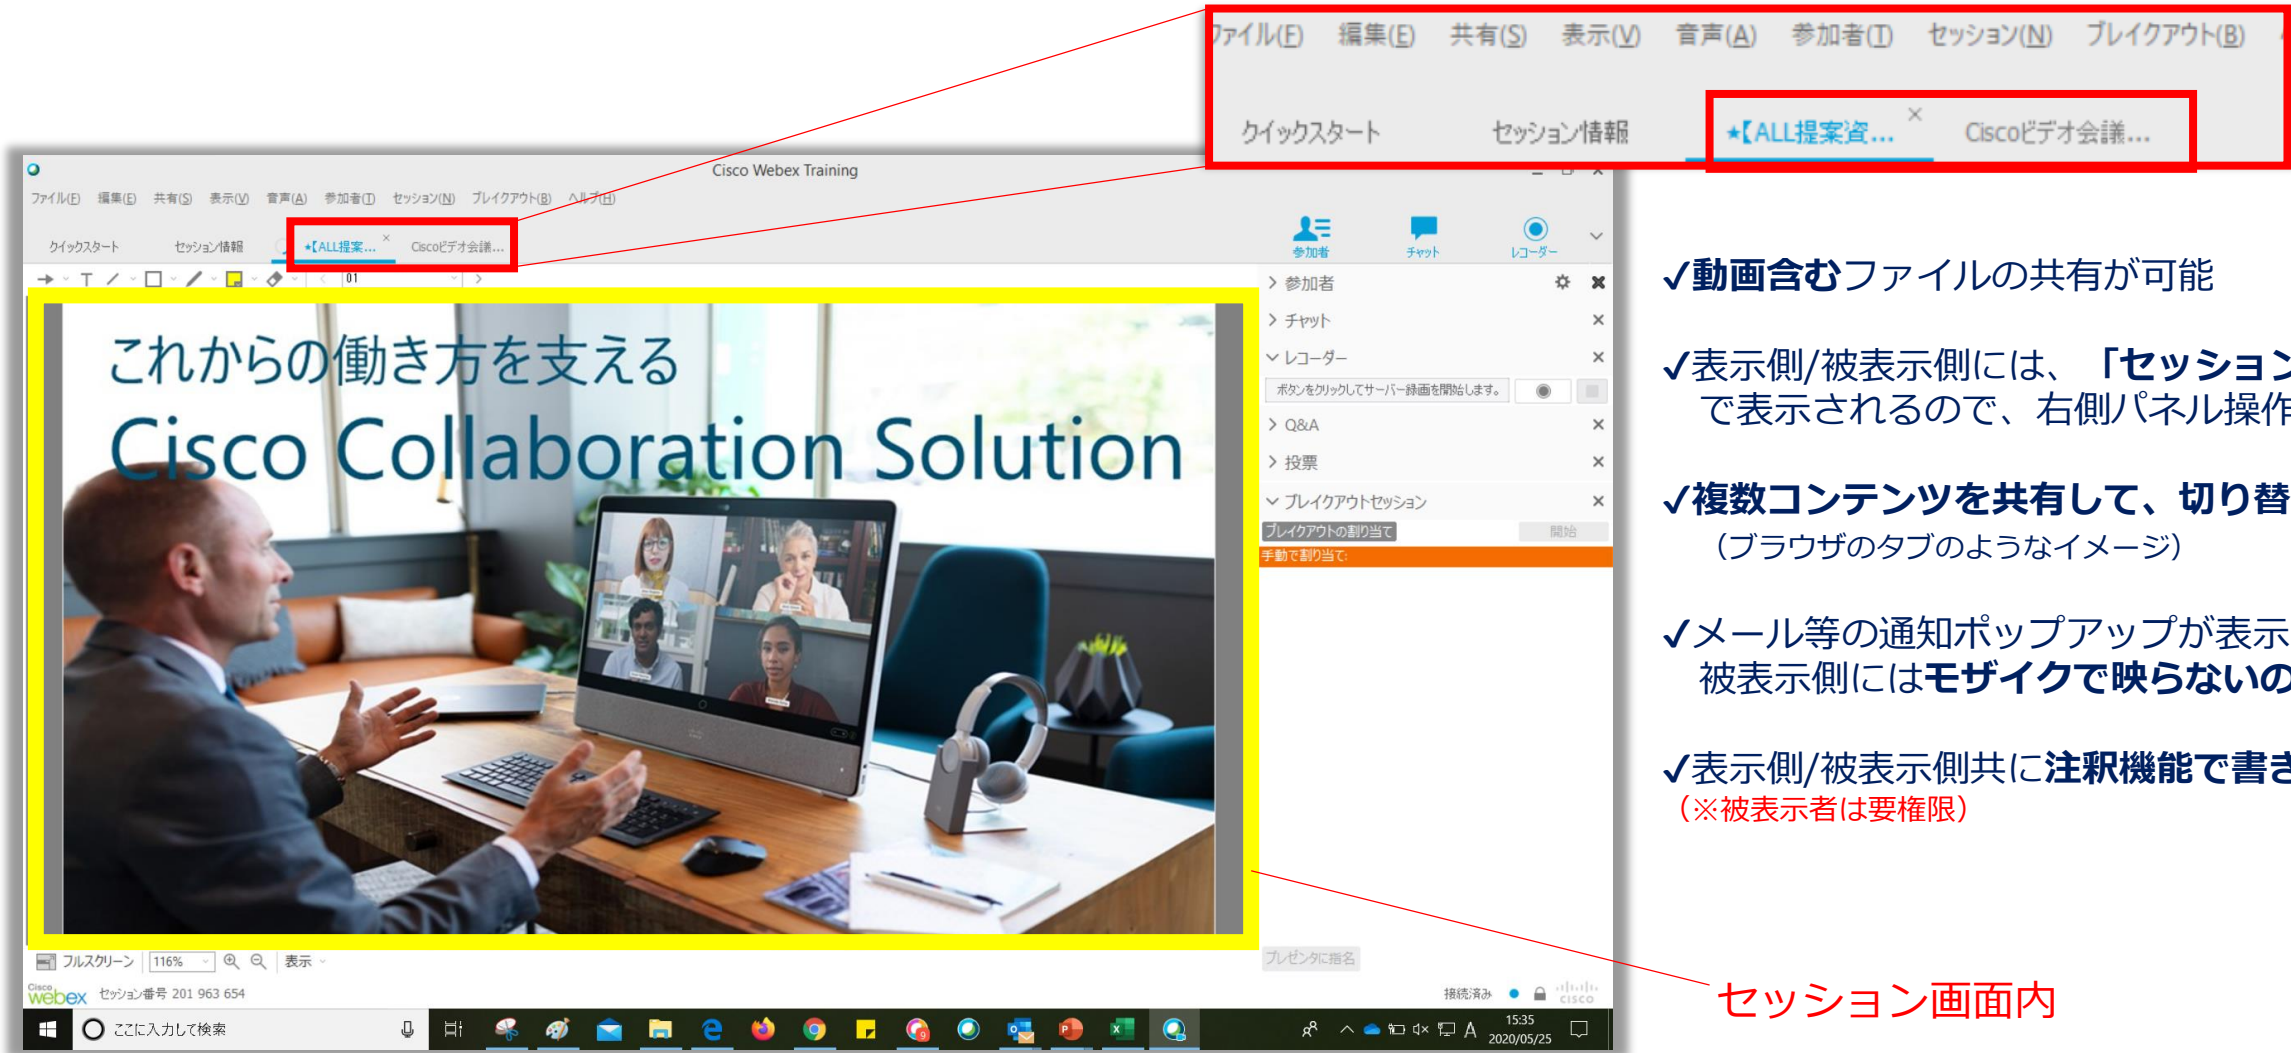 ファイル(F) 編集(E) 共有(S) 表示(V) 音声(A) 参加者(T) セッション(N) ブレイクアウト(B)
クイックスタート セッション情報 ★【ALL提案資... × Ciscoビデオ会議...
Cisco Webex Training
ファイル(F) 編集(E) 共有(S) 表示(V) 音声(A) 参加者(T) セッション(N) ブレイクアウト(B) ヘルプ(H)
クイックスタート セッション情報 ★【ALL提案... × Ciscoビデオ会議...
参加者 チャット レコーダー
T 01
これからの働き方を支える
Cisco Collaboration Solution
参加者
チャット
レコーダー
ボタンをクリックしてサーバー録画を開始します。
Q&A
投票
ブレイクアウトセッション
ブレイクアウトの割り当て 開始
手動で割り当て:
プレゼンタに指名
フルスクリーン 116% 表示
Cisco webex セッション番号 201 963 654
接続済み cisco
ここに入力して検索
A 15:35
2020/05/25
✓動画含むファイルの共有が可能
✓表示側/被表示側には、「セッション
で表示されるので、右側パネル操作
✓複数コンテンツを共有して、切り替
（ブラウザのタブのようなイメージ）
✓メール等の通知ポップアップが表示
被表示側にはモザイクで映らないの
✓表示側/被表示側共に注釈機能で書き
（※被表示者は要権限）
セッション画面内